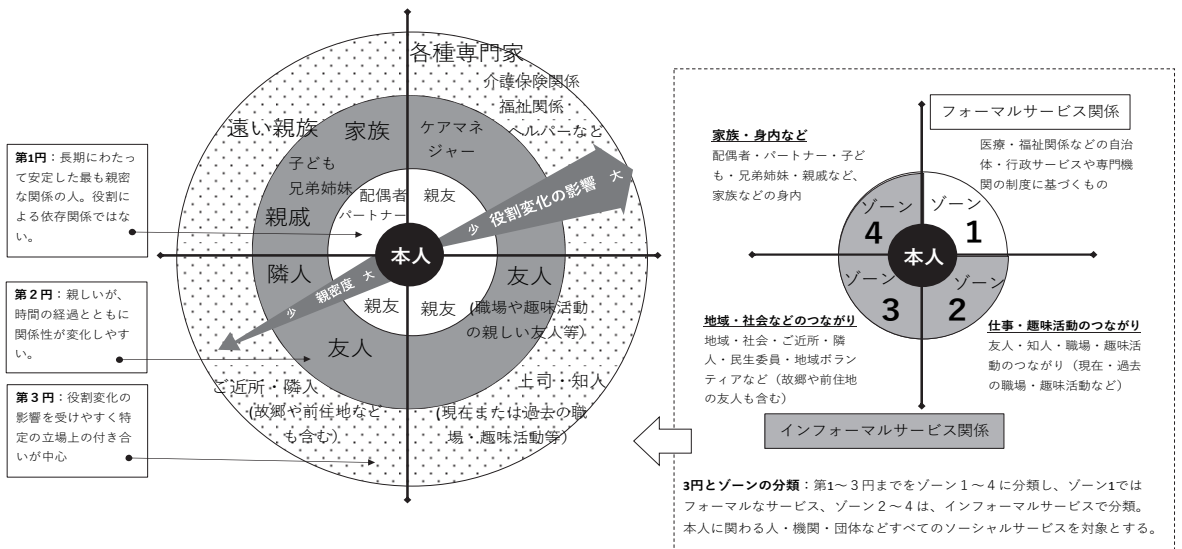 各種専門家
介護保険関係
福祉関係
ヘルパーなど
遠い親族
家族
ケアマネ
ジャー
子ども
兄弟姉妹
配偶者
パートナー
親友
親戚
少 役割変化の影響 大
本人
隣人
少 親密度 大
親友
親友
友人
(職場や趣味活動
の親しい友人等)
友人
ご近所・隣人
(故郷や前住地など
も含む)
上司・知人
(現在または過去の職
場・趣味活動等)
第1円：長期にわたっ
て安定した最も親密
な関係の人。役割に
よる依存関係ではな
い。
第２円：親しいが、
時間の経過とともに
関係性が変化しやす
い。
第３円：役割変化の
影響を受けやすく特
定の立場上の付き合
いが中心
フォーマルサービス関係
医療・福祉関係などの自治
体・行政サービスや専門機
関の制度に基づくもの
家族・身内など
配偶者・パートナー・子ど
も・兄弟姉妹・親戚など、
家族などの身内
ゾーン
4
ゾーン
1
本人
ゾーン
3
ゾーン
2
地域・社会などのつながり
地域・社会・ご近所・隣
人・民生委員・地域ボラン
ティアなど（故郷や前住地
の友人も含む）
仕事・趣味活動のつながり
友人・知人・職場・趣味活
動のつながり（現在・過去
の職場・趣味活動など）
インフォーマルサービス関係
3円とゾーンの分類：第1～３円までをゾーン１～４に分類し、ゾーン1では
フォーマルなサービス、ゾーン２～４は、インフォーマルサービスで分類。
本人に関わる人・機関・団体などすべてのソーシャルサービスを対象とする。